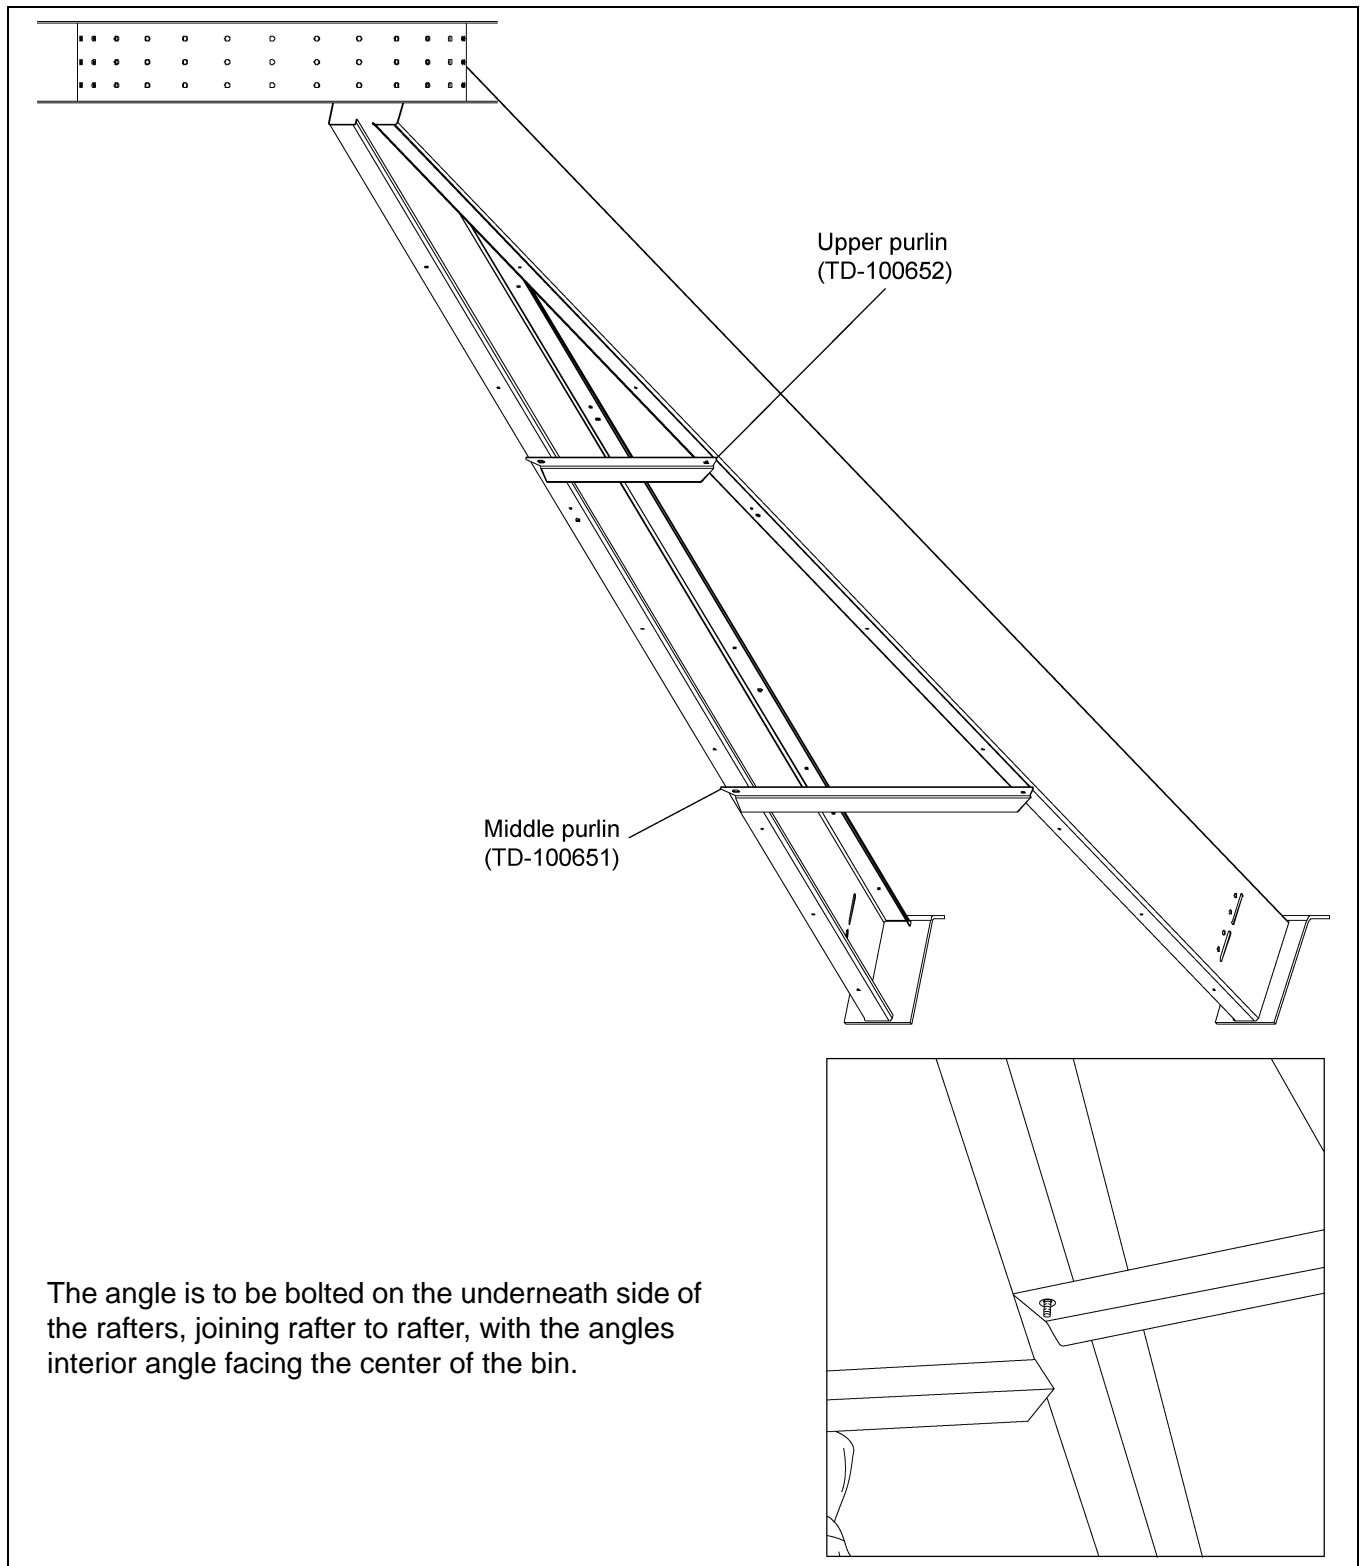 Upper purlin
(TD-100652)
Middle purlin
(TD-100651)
The angle is to be bolted on the underneath side of
the rafters, joining rafter to rafter, with the angles
interior angle facing the center of the bin.